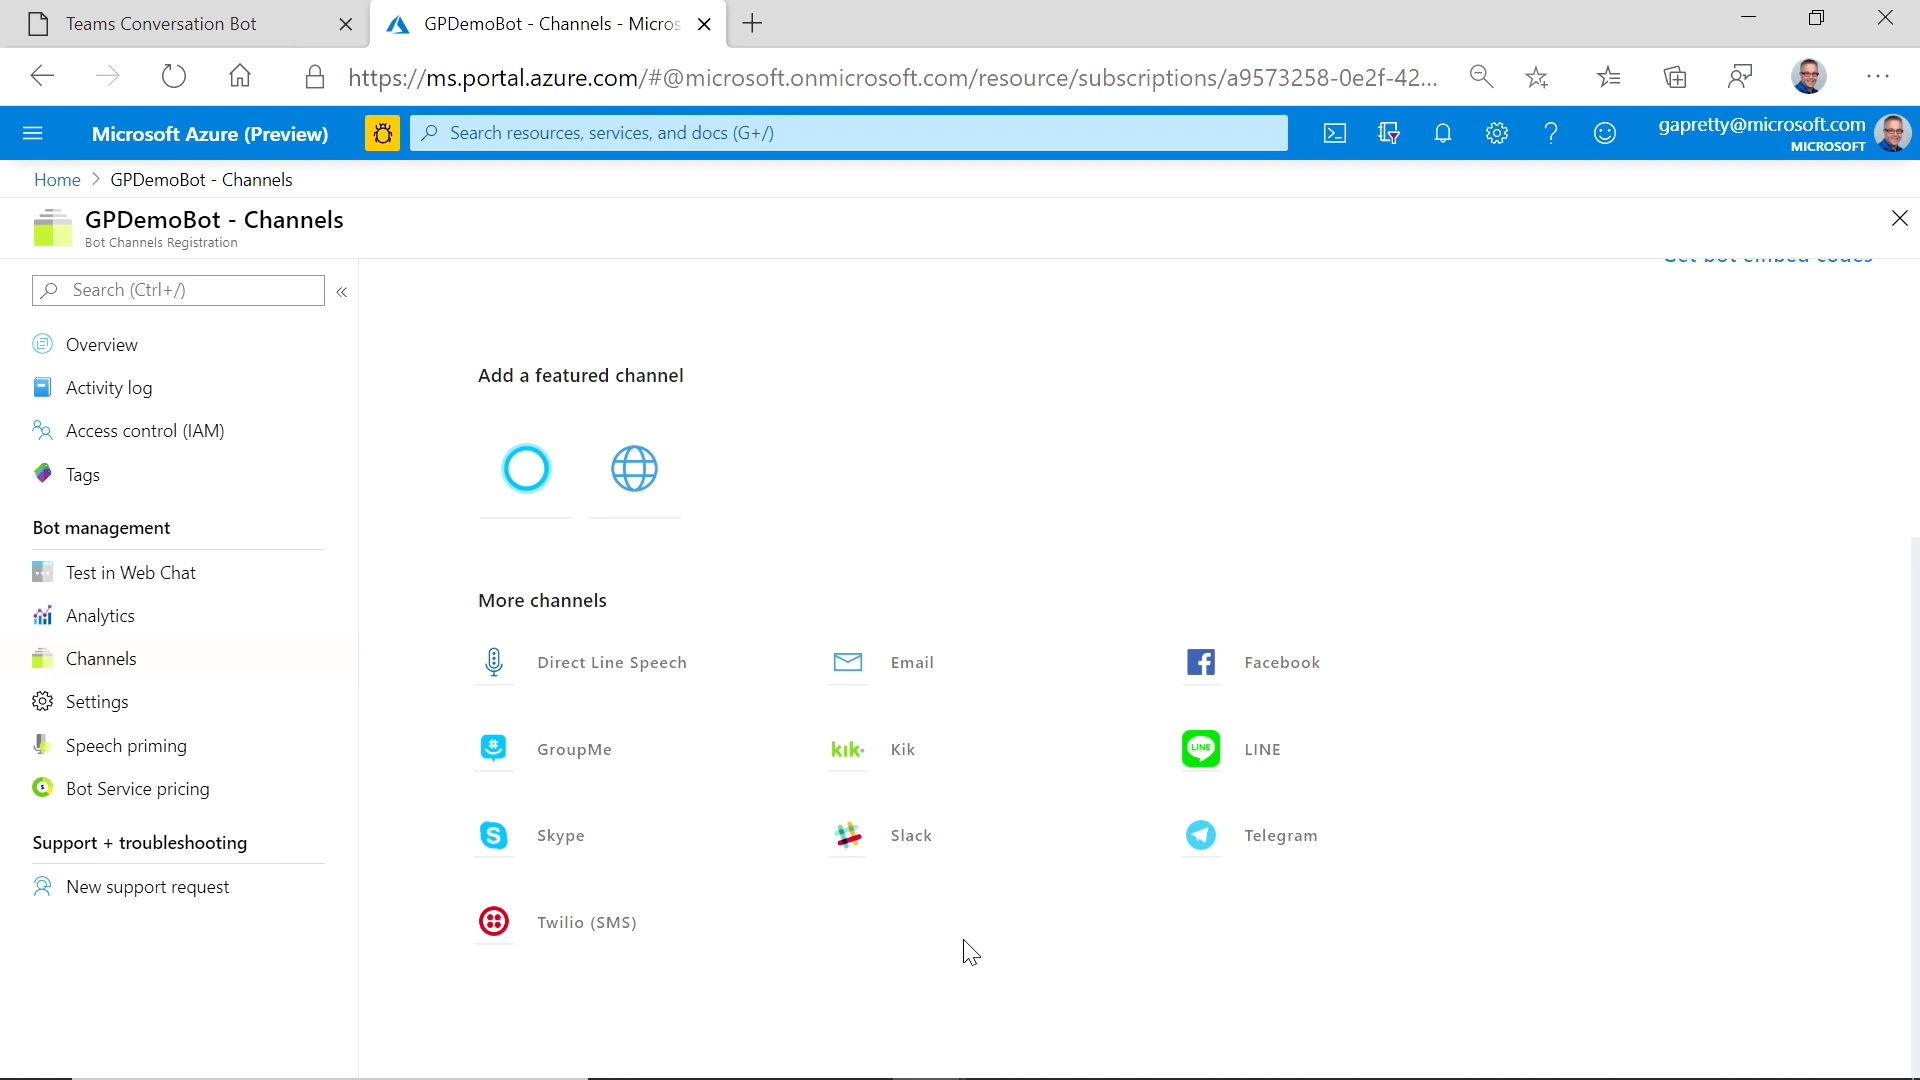 Teams Conversation Bot
GPDemoBot - Channels - Micros
https://ms.portal.azure.com/#@microsoft.onmicrosoft.com/resource/subscriptions/a9573258-0e2f-42...
Microsoft Azure (Preview)
Search resources, services, and docs (G+/)
gapretty@microsoft.com
MICROSOFT
Home > GPDemoBot - Channels
GPDemoBot - Channels
Bot Channels Registration
Get bot embed codes
Search (Ctrl+/)
Overview
Activity log
Access control (IAM)
Tags
Bot management
Test in Web Chat
Analytics
Channels
Settings
Speech priming
Bot Service pricing
Support + troubleshooting
New support request
Add a featured channel
More channels
Direct Line Speech
Email
Facebook
GroupMe
kik.
Kik
LINE
LINE
Skype
Slack
Telegram
Twilio (SMS)